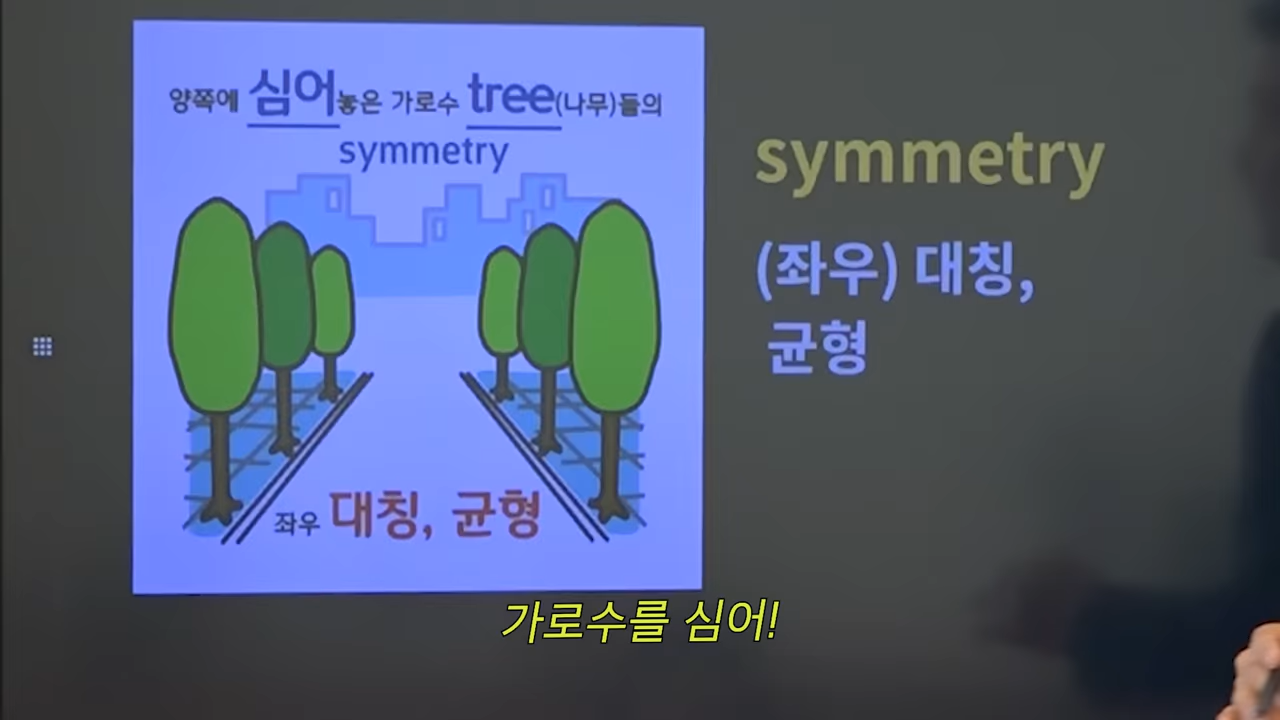 양쪽에 심어놓은 가로수 tree(나무)들의
symmetry
좌우 대칭, 균형
symmetry
(좌우) 대칭,
균형
가로수를 심어!